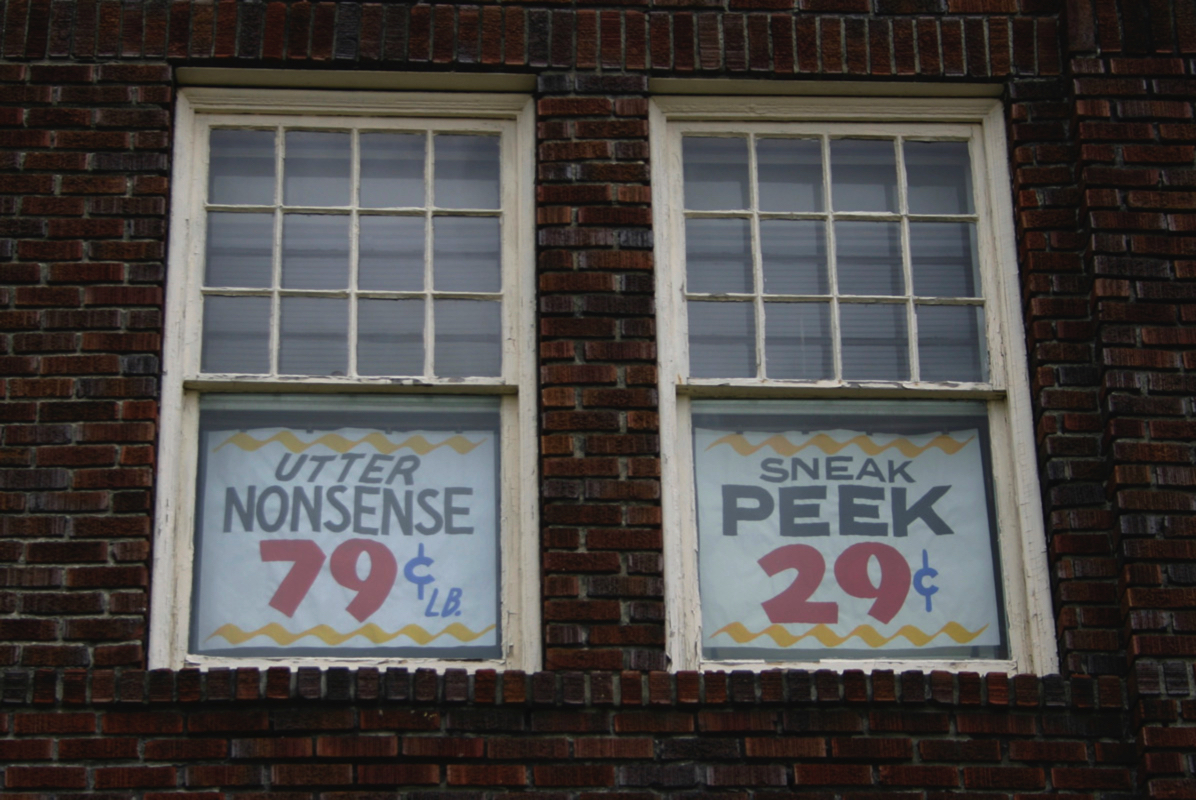 UTTER
NONSENSE
79¢ LB.
SNEAK
PEEK
29¢